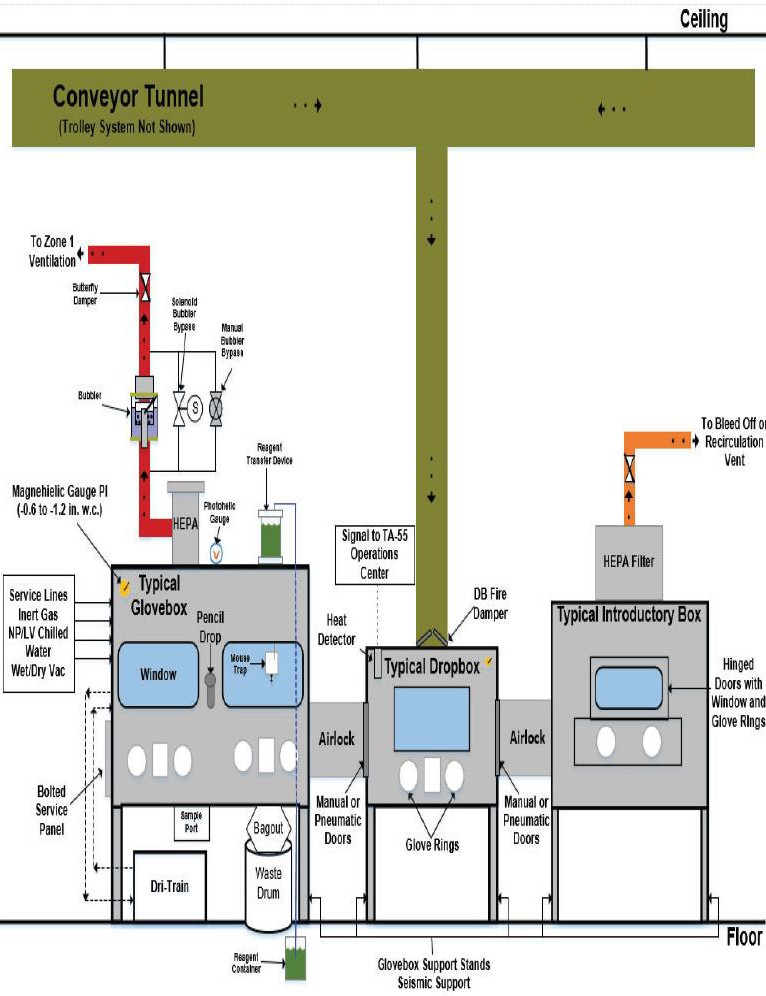 Ceiling
Conveyor Tunnel
(Trolley System Not Shown)
To Zone 1
Ventilation
Butterfly
Damper
Solenoid
Bubbler
Bypass
Manual
Bubbler
Bypass
Bubbler
S
Reagent
Transfer Device
To Bleed Off or
Recirculation
Vent
Magnehielic Gauge PI
(-0.6 to -1.2 in. w.c.)
HEPA
Photohelic
Gauge
Signal to TA-55
Operations
Center
HEPA Filter
Service Lines
Inert Gas
NP/LV Chilled
Water
Wet/Dry Vac
Typical
Glovebox
Pencil
Drop
Window
Mouse
Trap
Heat
Detector
DB Fire
Damper
Typical Dropbox
Typical Introductory Box
Hinged
Doors with
Window and
Glove Rings
Airlock
Airlock
Bolted
Service
Panel
Manual or
Pneumatic
Doors
Glove Rings
Manual or
Pneumatic
Doors
Sample
Port
Bagout
Dri-Train
Waste
Drum
Floor
Reagent
Container
Glovebox Support Stands
Seismic Support